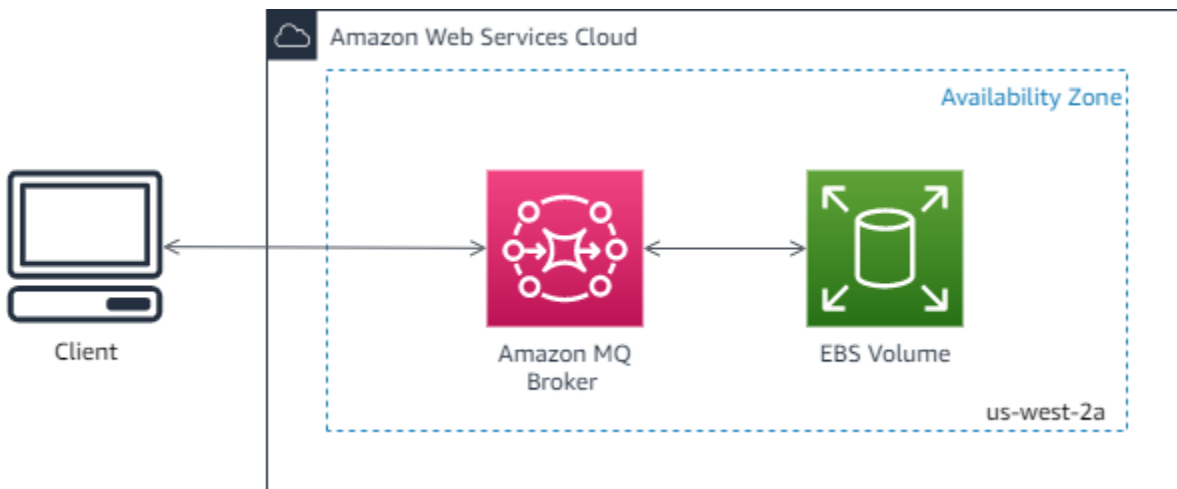 Amazon Web Services Cloud
Availability Zone
Client
Amazon MQ
Broker
EBS Volume
us-west-2a